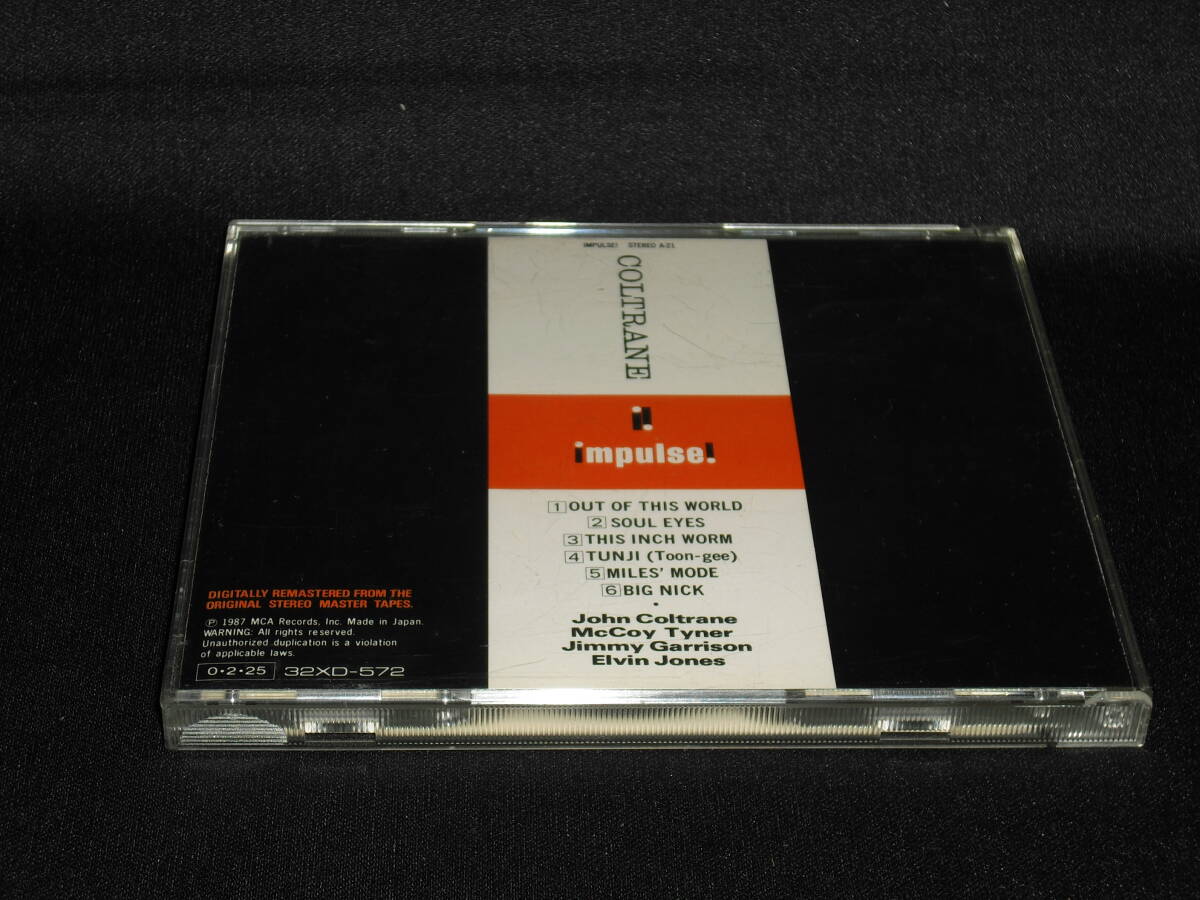 IMPULSE! STEREO A-21
COLTRANE
i!
impulse!
1 OUT OF THIS WORLD
2 SOUL EYES
3 THIS INCH WORM
4 TUNJI (Toon-gee)
5 MILES' MODE
6 BIG NICK
John Coltrane
McCoy Tyner
Jimmy Garrison
Elvin Jones
DIGITALLY REMASTERED FROM THE
ORIGINAL STEREO MASTER TAPES.
℗ 1987 MCA Records, Inc. Made in Japan.
WARNING: All rights reserved.
Unauthorized duplication is a violation
of applicable laws.
O・2・25 32XD-572